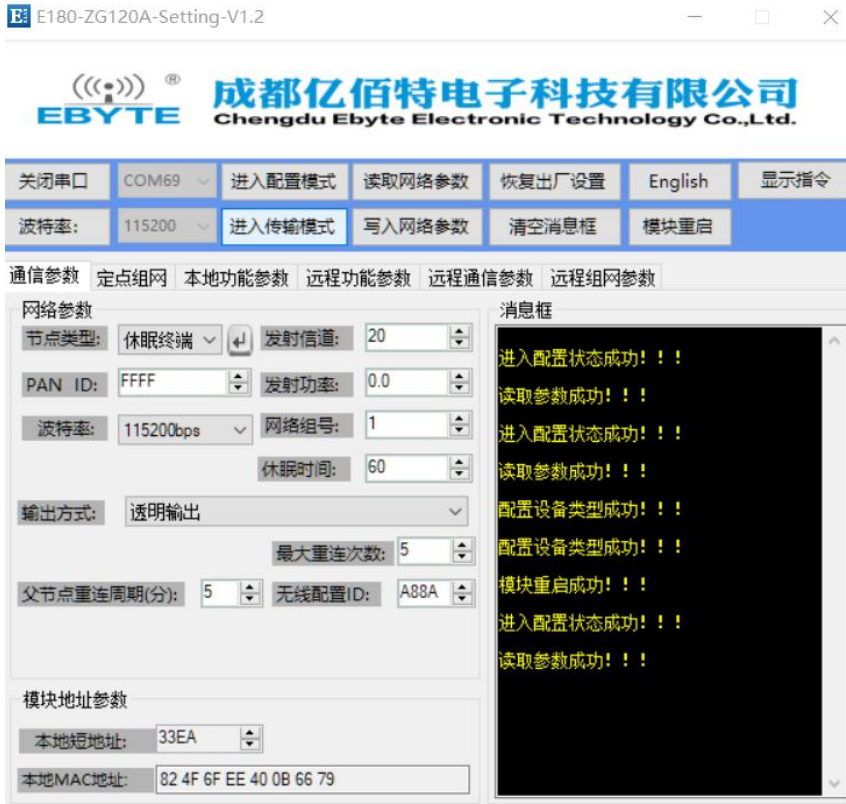 E180-ZG120A-Setting-V1.2
((·)) ®
EBYTE
成都亿佰特电子科技有限公司
Chengdu Ebyte Electronic Technology Co.,Ltd.
关闭串口 COM69 进入配置模式 读取网络参数 恢复出厂设置 English 显示指令
波特率: 115200 进入传输模式 写入网络参数 清空消息框 模块重启
通信参数 定点组网 本地功能参数 远程功能参数 远程通信参数 远程组网参数
网络参数
节点类型: 休眠终端 发射信道: 20
PAN ID: FFFF 发射功率: 0.0
波特率: 115200bps 网络组号: 1
休眠时间: 60
输出方式: 透明输出
最大重连次数: 5
父节点重连周期(分): 5 无线配置ID: A88A
模块地址参数
本地短地址: 33EA
本地MAC地址: 82 4F 6F EE 40 0B 66 79
消息框
进入配置状态成功!!!
读取参数成功!!!
进入配置状态成功!!!
读取参数成功!!!
配置设备类型成功!!!
配置设备类型成功!!!
模块重启成功!!!
进入配置状态成功!!!
读取参数成功!!!